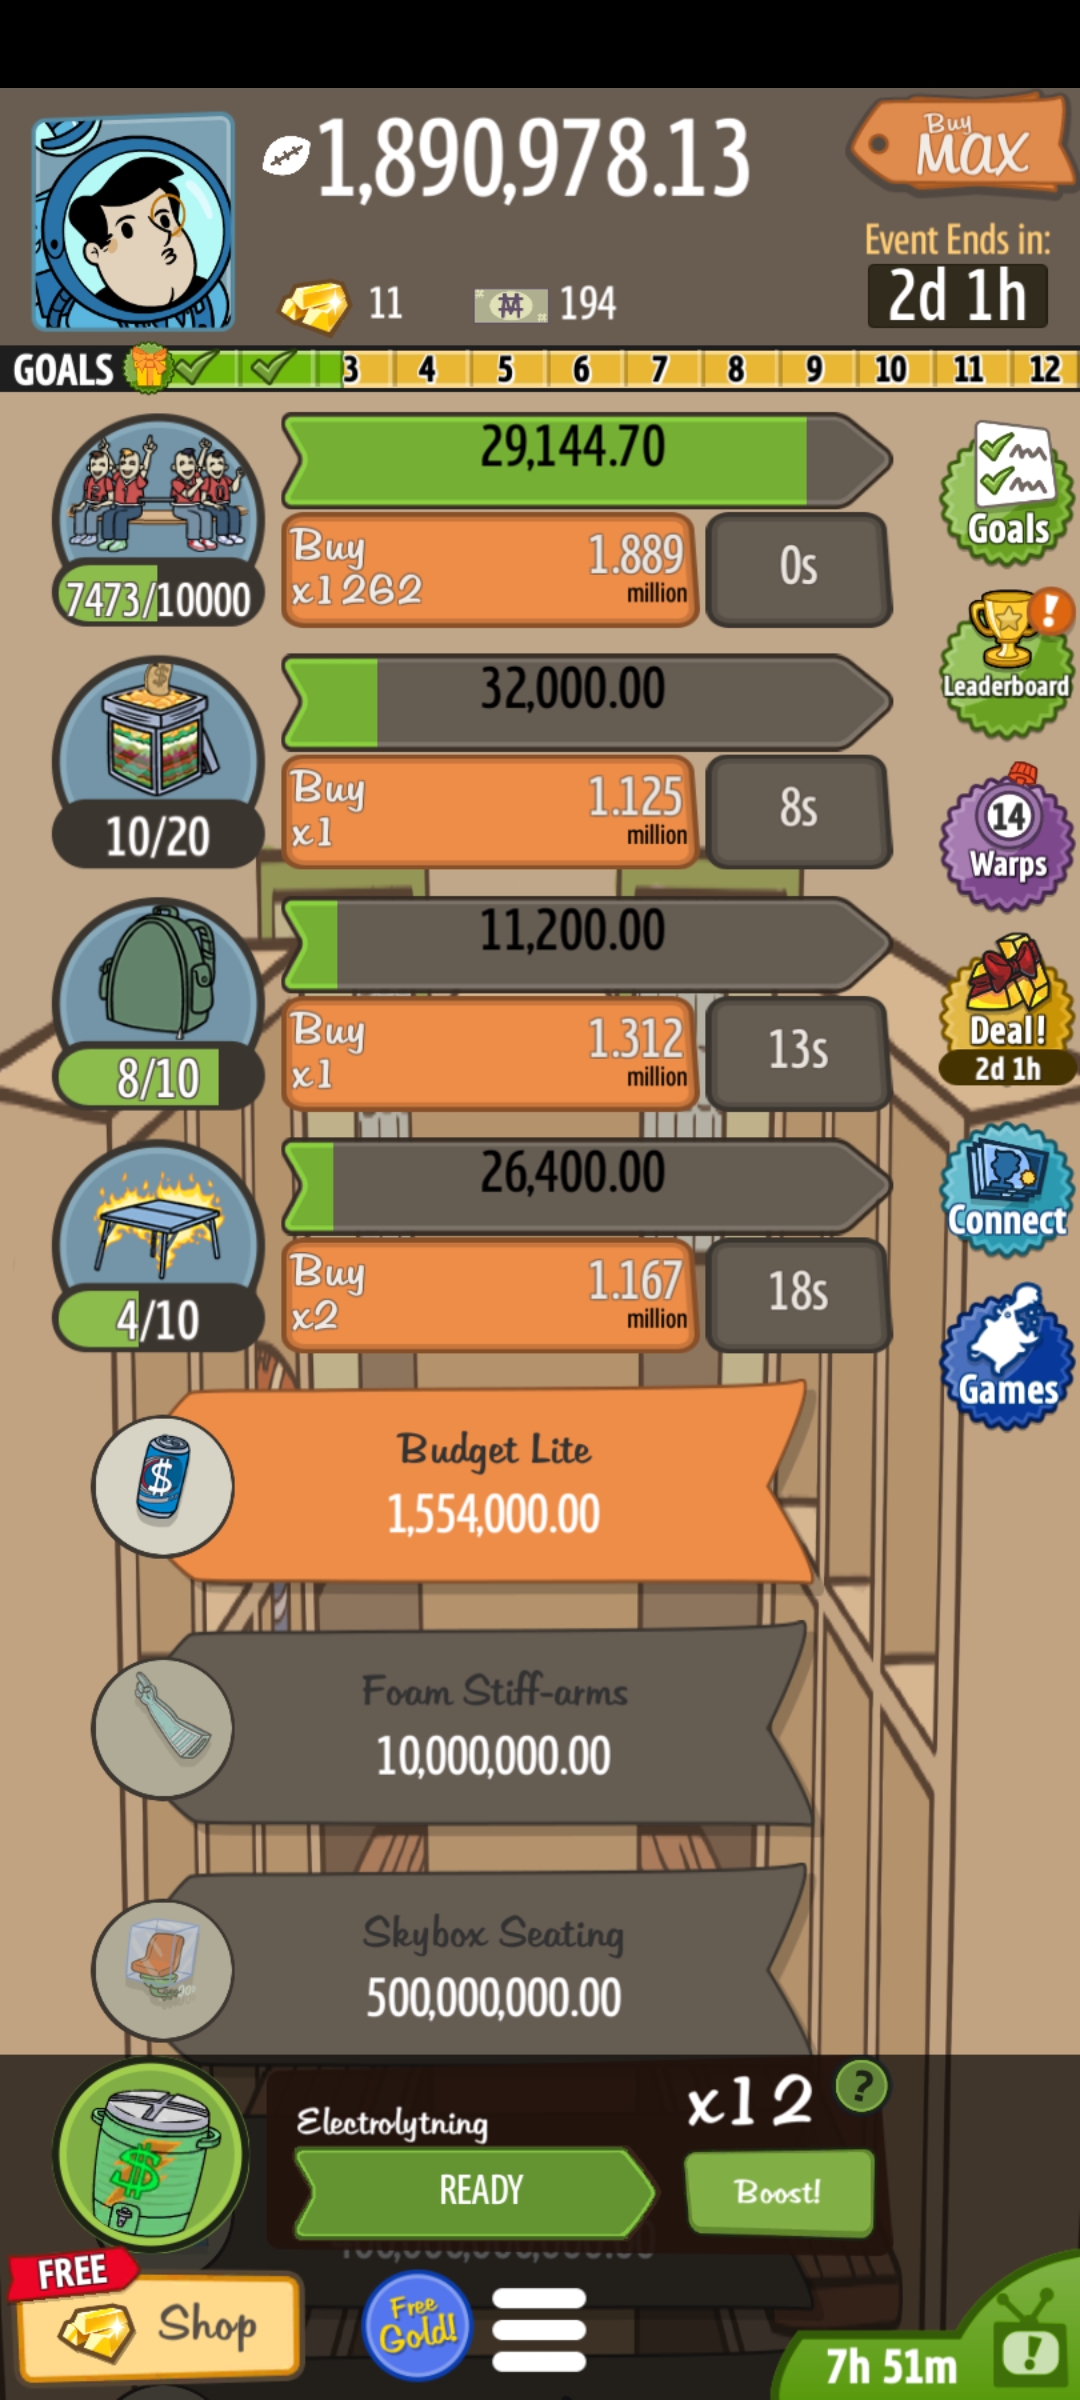 1,890,978.13
Buy
MAX
Event Ends in:
2d 1h
11
194
GOALS 3 4 5 6 7 8 9 10 11 12
29,144.70
7473/10000
Buy
x1262
1.889
million
0s
Goals
32,000.00
10/20
Buy
x1
1.125
million
8s
Leaderboard
11,200.00
8/10
Buy
x1
1.312
million
13s
14
Warps
26,400.00
4/10
Buy
x2
1.167
million
18s
Deal!
2d 1h
Connect
Games
Budget Lite
1,554,000.00
Foam Stiff-arms
10,000,000.00
Skybox Seating
500,000,000.00
Electrolytning
x12
?
READY
Boost!
FREE
Shop
Free
Gold!
7h 51m